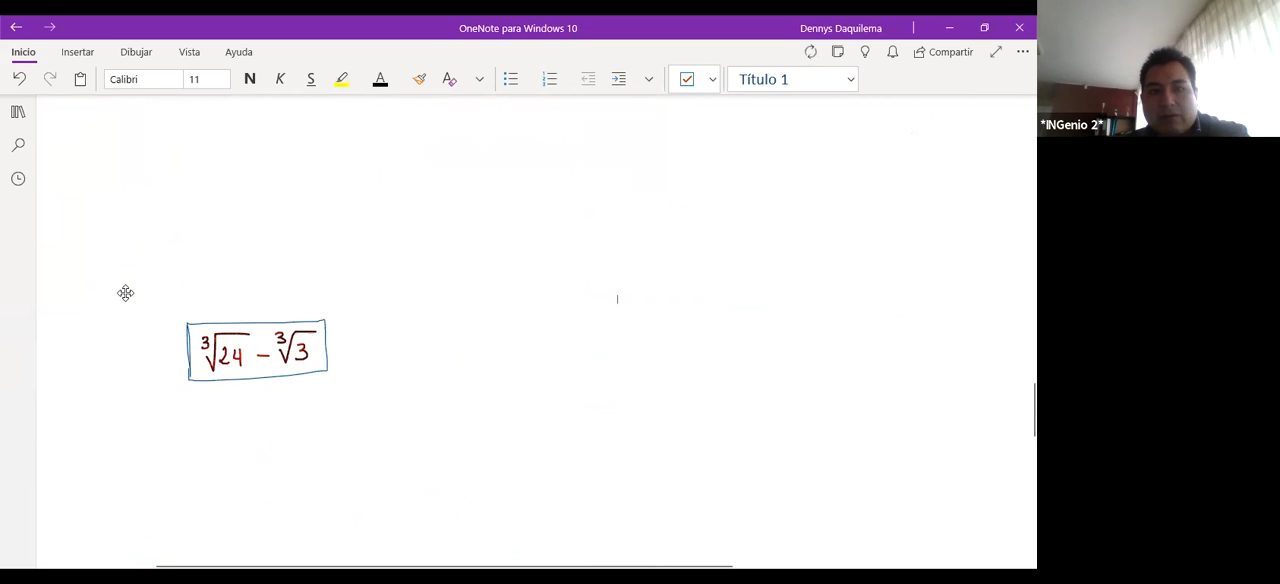 OneNote para Windows 10
Dennys Daquilema
Inicio Insertar Dibujar Vista Ayuda
Compartir
Calibri 11 N K S A Título 1
*INGenio 2*
∛24 − ∛3